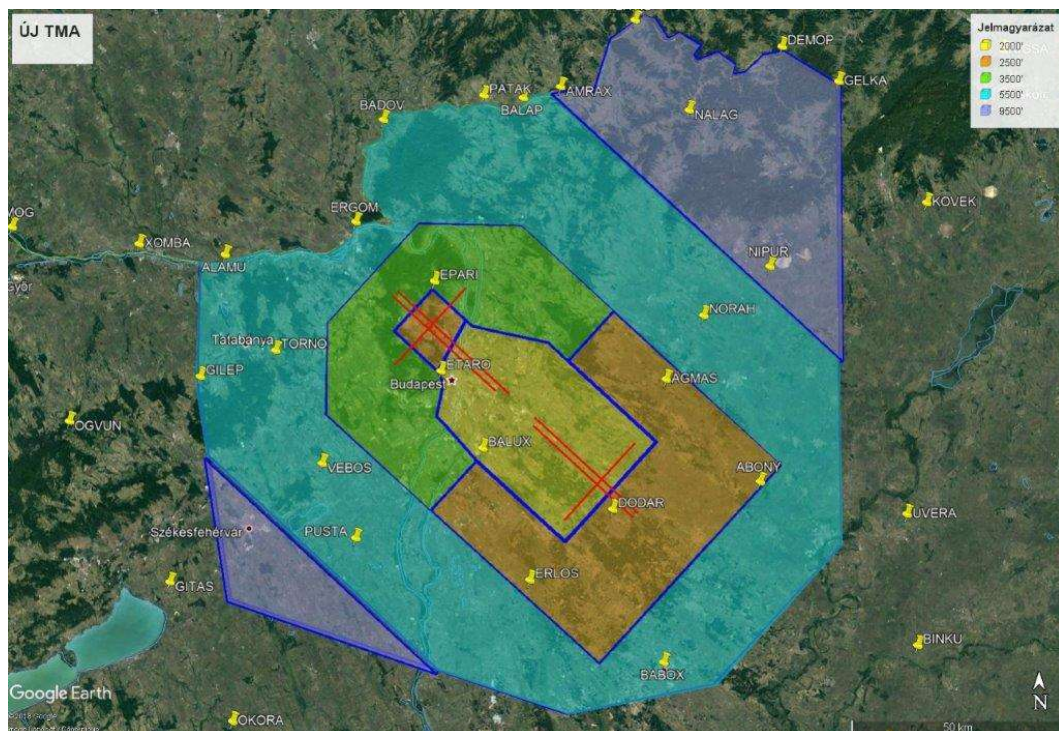 ÚJ TMA
Jelmagyarázat
2000'
2500'
3500'
5500'
9500'
DEMOP
GELKA
PATAK
AMRAX
BALAP
BADOV
NALAG
KÖVEK
ERGOM
XOMBA
ALAMU
NIPUR
EPARI
NORAH
Tatabánya
TORNO
GILEP
ETARO
Budapest
AGMAS
OGVUN
BALUX
VEBOS
ABONY
DODAR
UVERA
Székesfehérvár
PUSTA
ERLOS
GITAS
BINKU
BABOX
Google Earth
N
OKORA
50 km